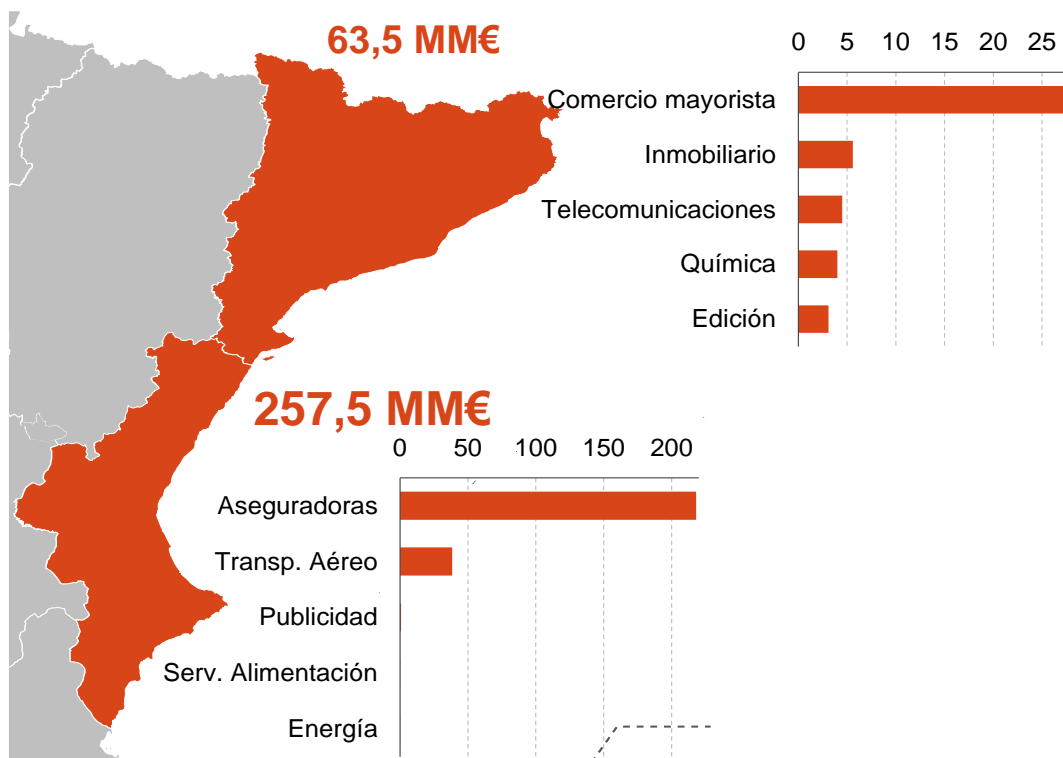 63,5 MM€
0 5 10 15 20 25
Comercio mayorista
Inmobiliario
Telecomunicaciones
Química
Edición
257,5 MM€
0 50 100 150 200
Aseguradoras
Transp. Aéreo
Publicidad
Serv. Alimentación
Energía